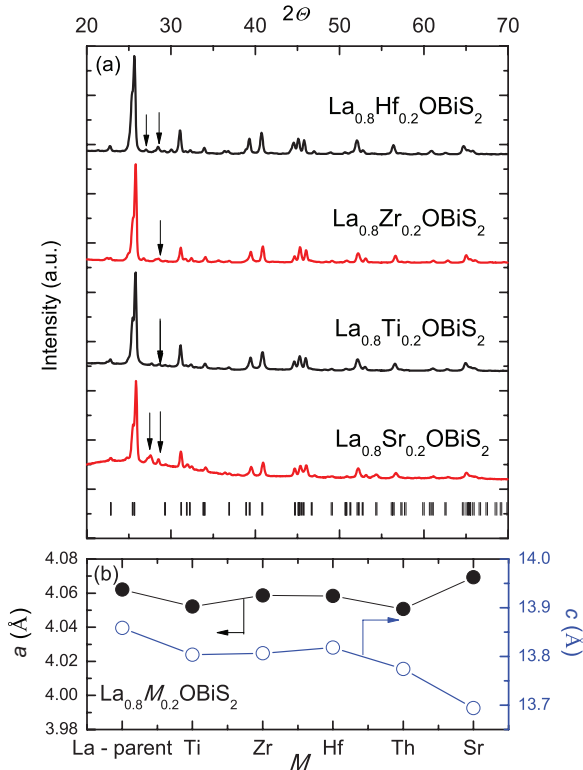 2Θ
20 30 40 50 60 70
(a)
La0.8Hf0.2OBiS2
La0.8Zr0.2OBiS2
La0.8Ti0.2OBiS2
La0.8Sr0.2OBiS2
Intensity (a.u.)
(b)
4.08
4.06
4.04
4.02
4.00
3.98
a (Å)
14.0
13.9
13.8
13.7
c (Å)
La0.8M0.2OBiS2
La - parent Ti Zr Hf Th Sr
M